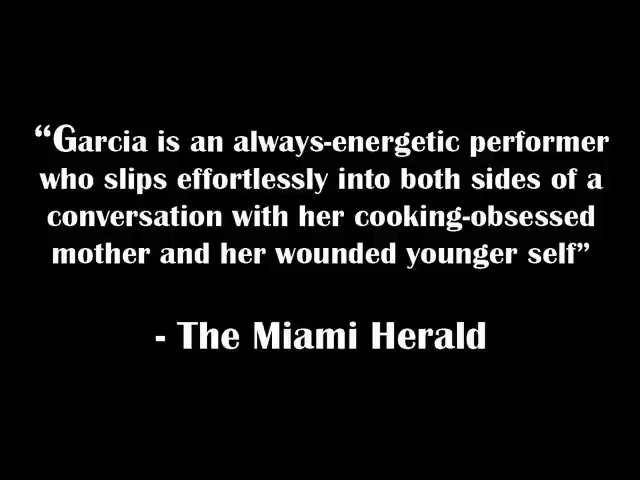 “Garcia is an always-energetic performer
who slips effortlessly into both sides of a
conversation with her cooking-obsessed
mother and her wounded younger self”
- The Miami Herald